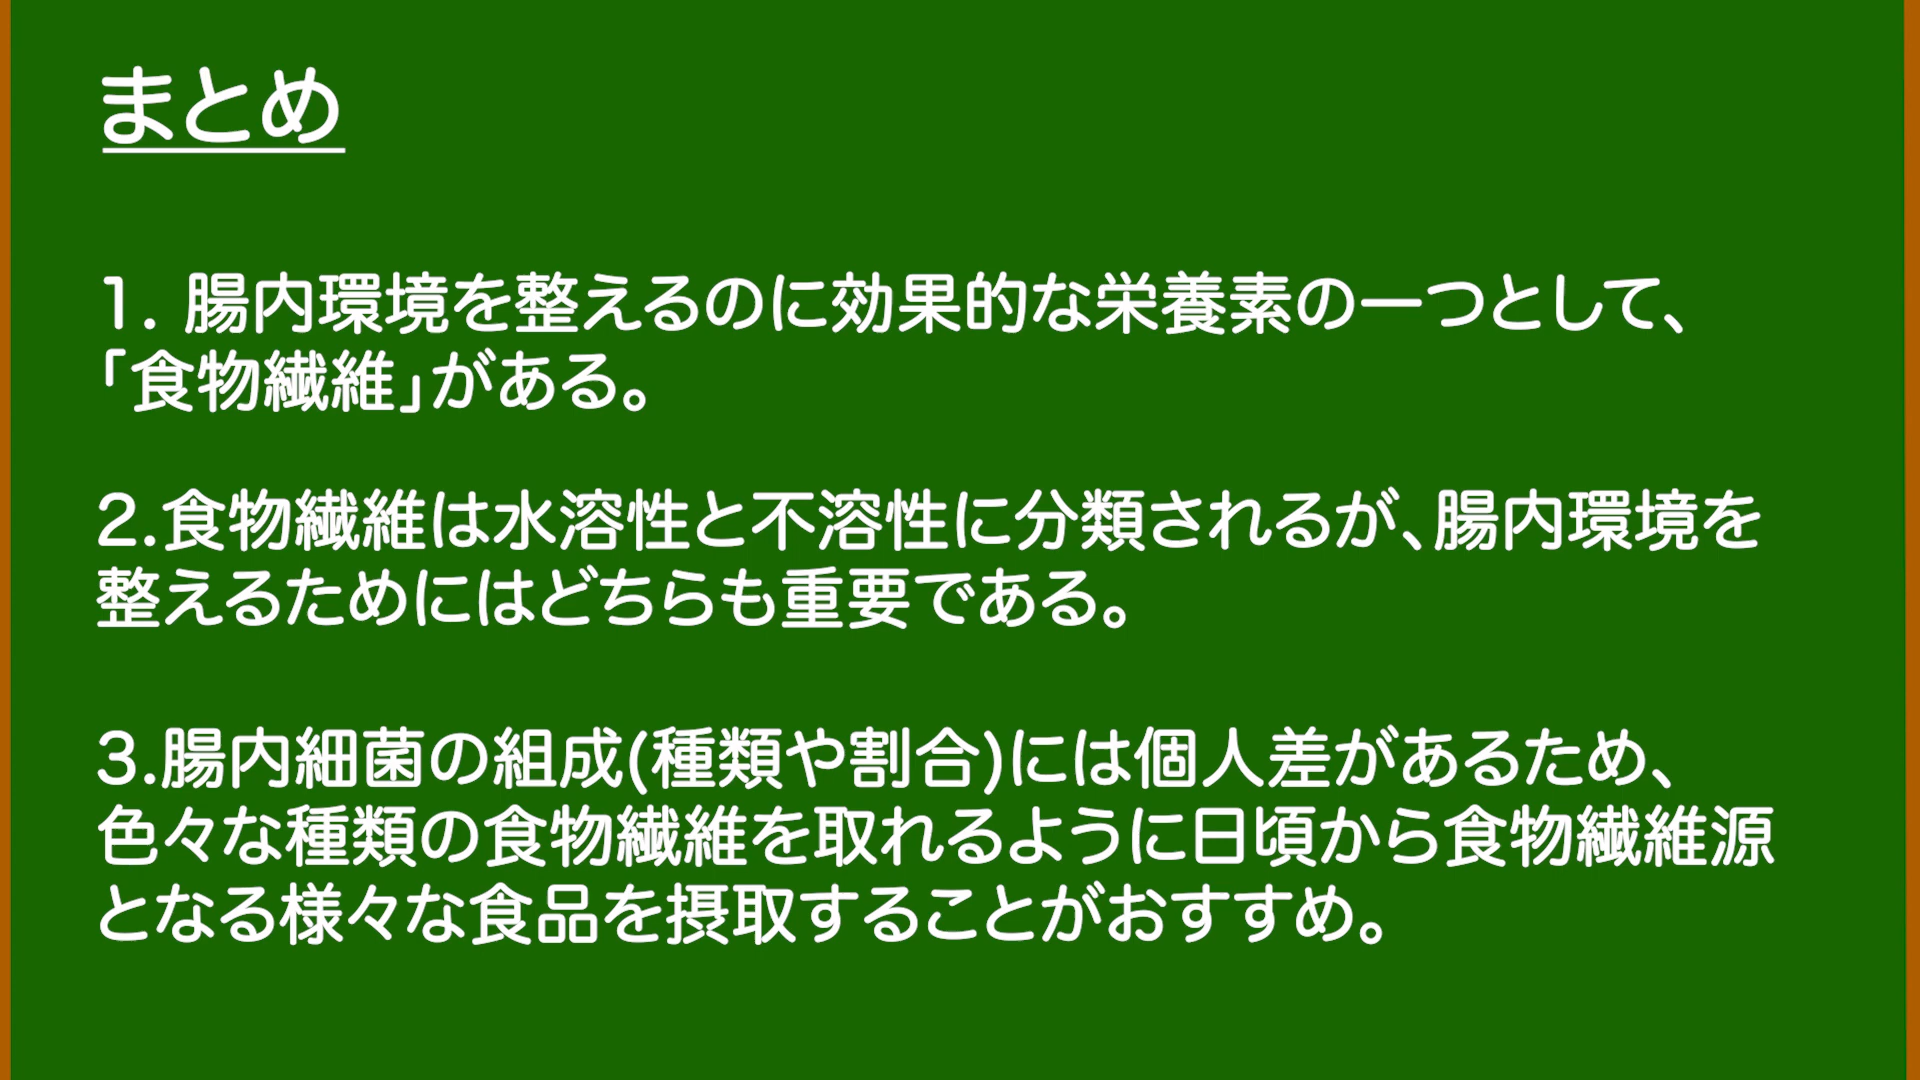 まとめ
1. 腸内環境を整えるのに効果的な栄養素の一つとして、
「食物繊維」がある。
2.食物繊維は水溶性と不溶性に分類されるが、腸内環境を
整えるためにはどちらも重要である。
3.腸内細菌の組成(種類や割合)には個人差があるため、
色々な種類の食物繊維を取れるように日頃から食物繊維源
となる様々な食品を摂取することがおすすめ。